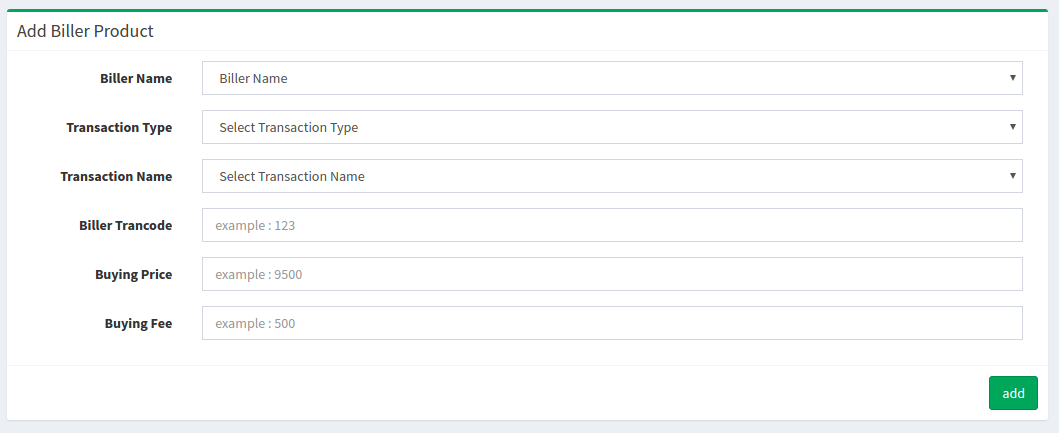 Add Biller Product
Biller Name Biller Name
Transaction Type Select Transaction Type
Transaction Name Select Transaction Name
Biller Trancode example : 123
Buying Price example : 9500
Buying Fee example : 500
add